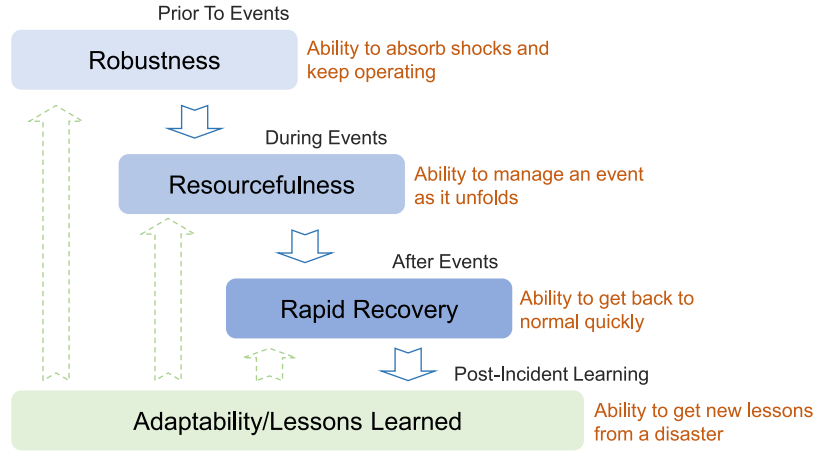 Prior To Events
Robustness
Ability to absorb shocks and
keep operating
During Events
Resourcefulness
Ability to manage an event
as it unfolds
After Events
Rapid Recovery
Ability to get back to
normal quickly
Post-Incident Learning
Adaptability/Lessons Learned
Ability to get new lessons
from a disaster